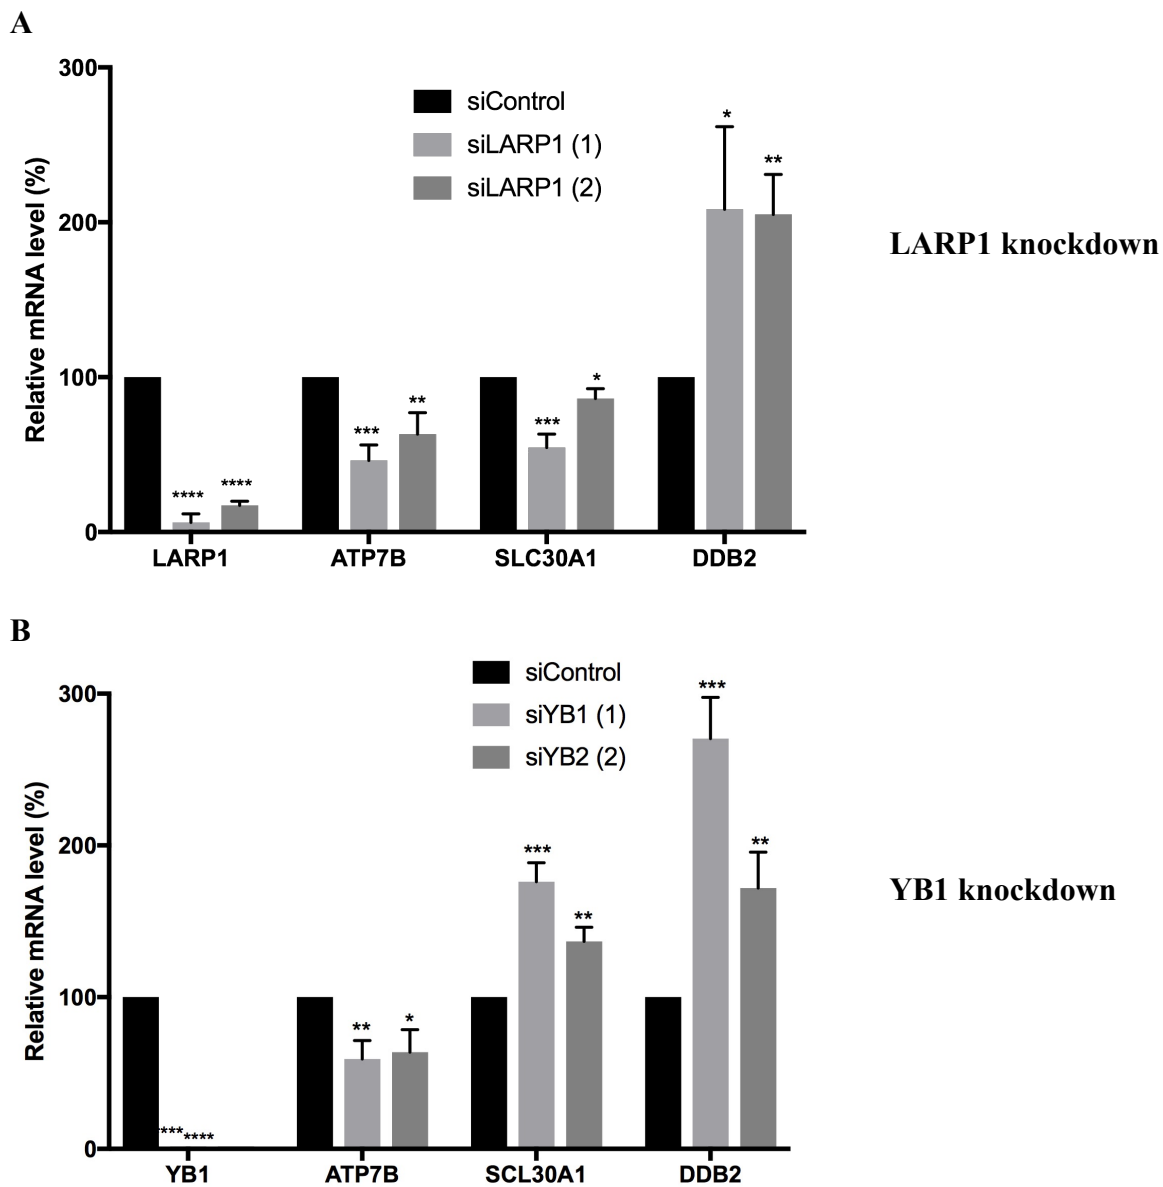 A
300
200
100
0
Relative mRNA level (%)
siControl
siLARP1 (1)
siLARP1 (2)
* **
**** **** *** ** *** *
LARP1 ATP7B SLC30A1 DDB2
LARP1 knockdown
B
300
200
100
0
Relative mRNA level (%)
siControl
siYB1 (1)
siYB2 (2)
*** **
*** **
** *
**** ****
YB1 ATP7B SCL30A1 DDB2
YB1 knockdown